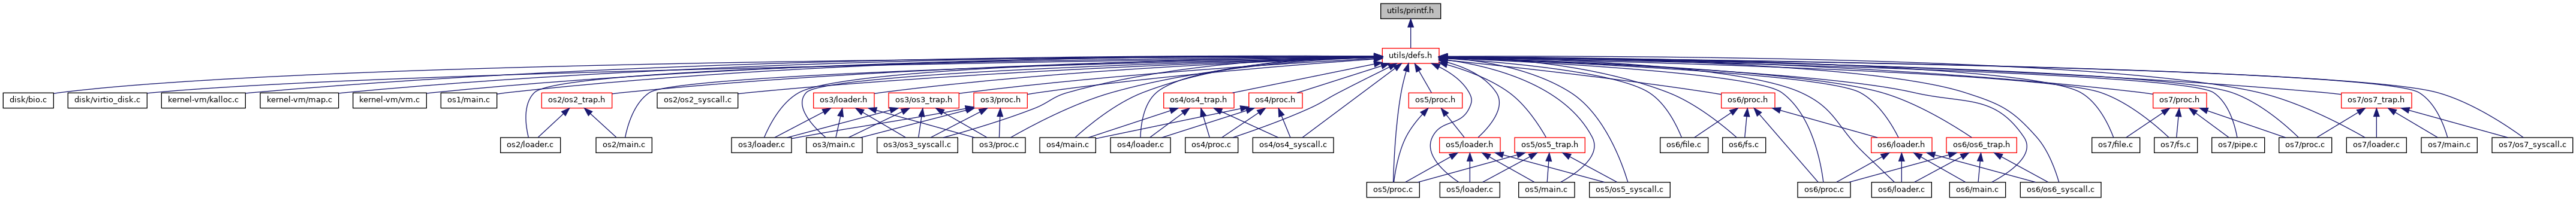 utils/printf.h
utils/defs.h
disk/bio.c
disk/virtio_disk.c
kernel-vm/kalloc.c
kernel-vm/map.c
kernel-vm/vm.c
os1/main.c
os2/os2_trap.h
os2/os2_syscall.c
os3/loader.h
os3/os3_trap.h
os3/proc.h
os4/os4_trap.h
os4/proc.h
os5/proc.h
os6/proc.h
os7/proc.h
os7/os7_trap.h
os2/loader.c
os2/main.c
os3/loader.c
os3/main.c
os3/os3_syscall.c
os3/proc.c
os4/main.c
os4/loader.c
os4/proc.c
os4/os4_syscall.c
os5/loader.h
os5/os5_trap.h
os6/file.c
os6/fs.c
os6/loader.h
os6/os6_trap.h
os7/file.c
os7/fs.c
os7/pipe.c
os7/proc.c
os7/loader.c
os7/main.c
os7/os7_syscall.c
os5/proc.c
os5/loader.c
os5/main.c
os5/os5_syscall.c
os6/proc.c
os6/loader.c
os6/main.c
os6/os6_syscall.c